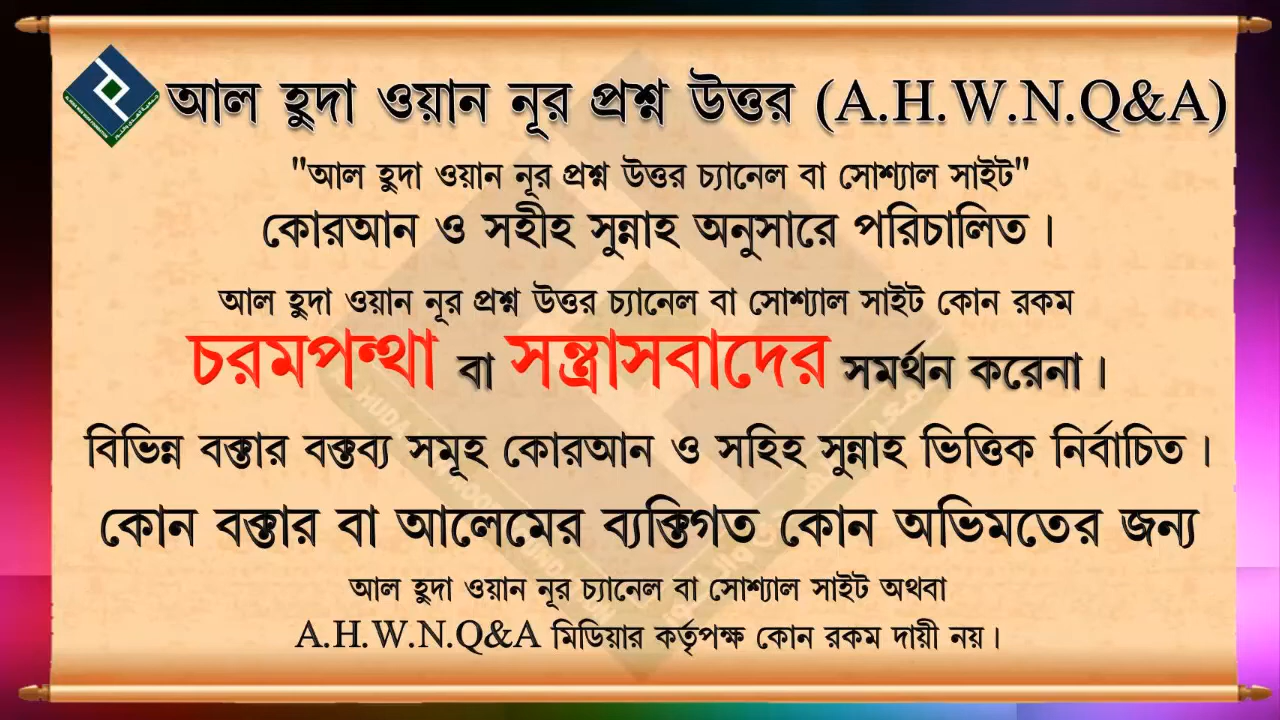 আল হুদা ওয়ান নূর প্রশ্ন উত্তর (A.H.W.N.Q&A)
"আল হুদা ওয়ান নূর প্রশ্ন উত্তর চ্যানেল বা সোশ্যাল সাইট"
কোরআন ও সহীহ সুন্নাহ অনুসারে পরিচালিত।
আল হুদা ওয়ান নূর প্রশ্ন উত্তর চ্যানেল বা সোশ্যাল সাইট কোন রকম
চরমপন্থা বা সন্ত্রাসবাদের সমর্থন করেনা।
বিভিন্ন বক্তার বক্তব্য সমূহ কোরআন ও সহিহ সুন্নাহ ভিত্তিক নির্বাচিত।
কোন বক্তার বা আলেমের ব্যক্তিগত কোন অভিমতের জন্য
আল হুদা ওয়ান নূর চ্যানেল বা সোশ্যাল সাইট অথবা
A.H.W.N.Q&A মিডিয়ার কর্তৃপক্ষ কোন রকম দায়ী নয়।